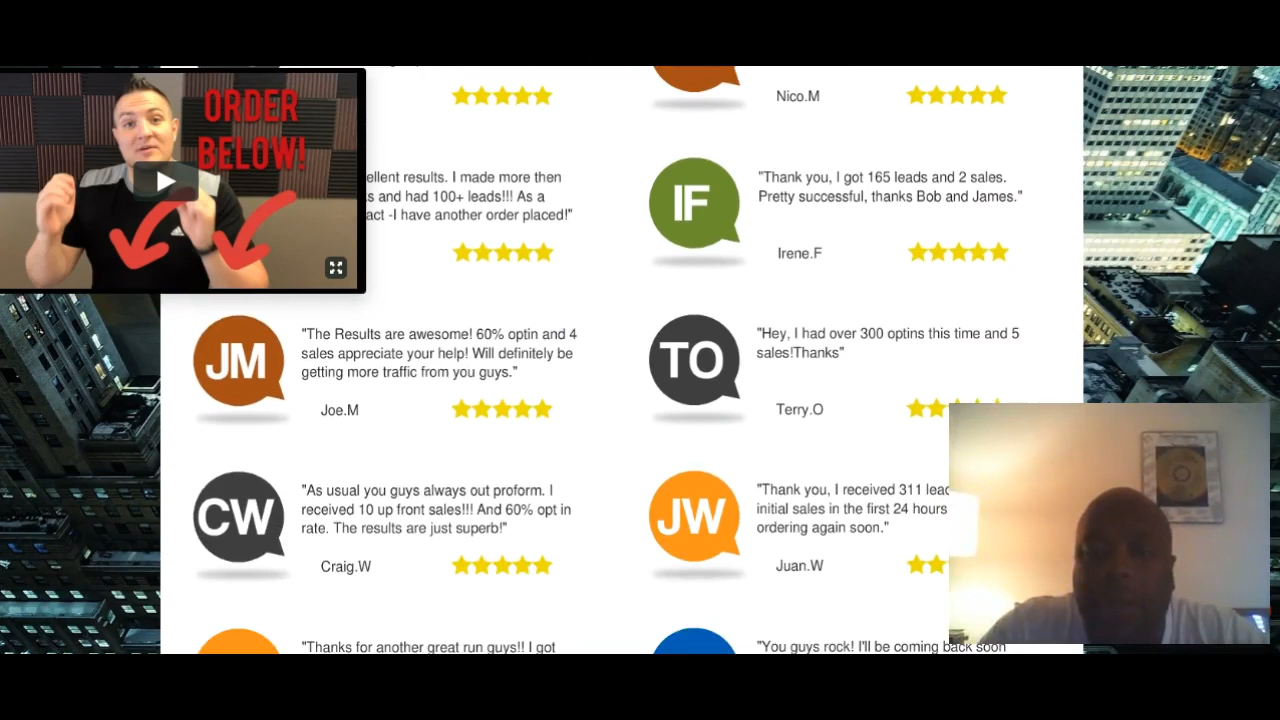 ORDER
BELOW!
Nico.M
ellent results. I made more then
s and had 100+ leads!!! As a
act -I have another order placed!"
IF
"Thank you, I got 165 leads and 2 sales.
Pretty successful, thanks Bob and James."
Irene.F
JM
"The Results are awesome! 60% optin and 4
sales appreciate your help! Will definitely be
getting more traffic from you guys."
Joe.M
TO
"Hey, I had over 300 optins this time and 5
sales!Thanks"
Terry.O
CW
"As usual you guys always out proform. I
received 10 up front sales!!! And 60% opt in
rate. The results are just superb!"
Craig.W
JW
"Thank you, I received 311 leac
initial sales in the first 24 hours
ordering again soon."
Juan.W
"Thanks for another great run guys!! I got
"You guys rock! I'll be coming back soon